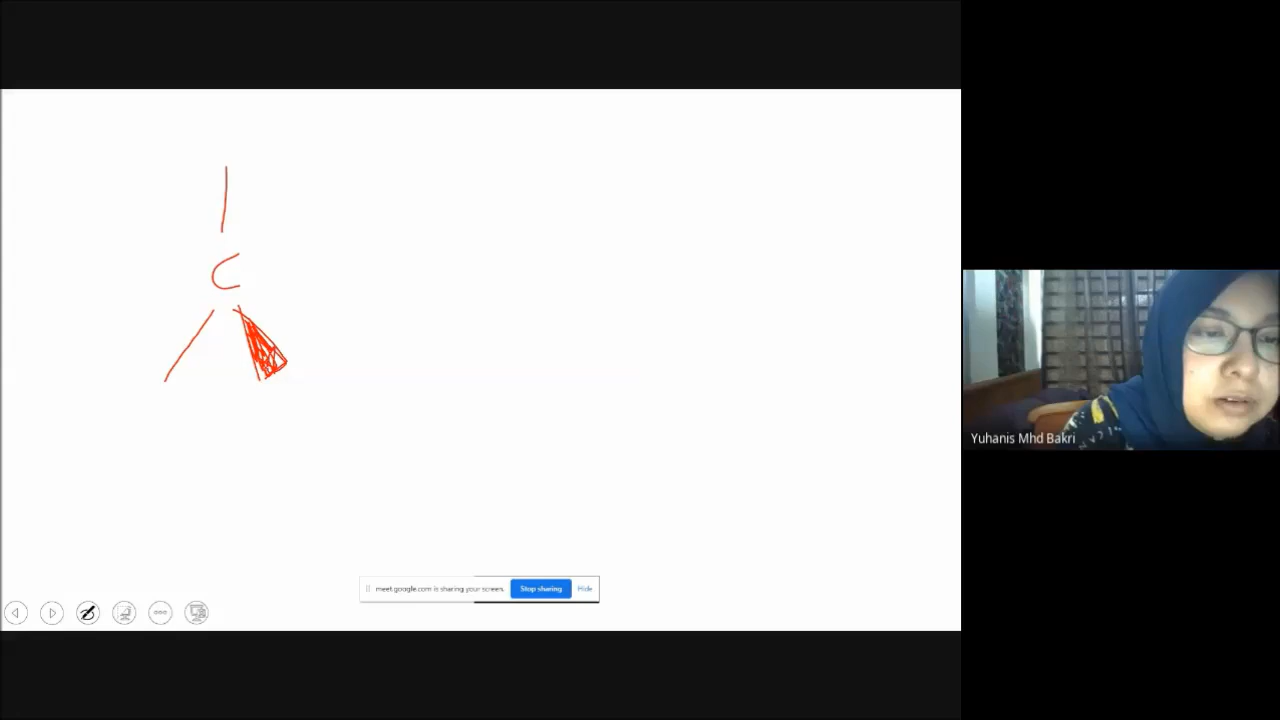 C
Yuhanis Mhd Bakri
meet.google.com is sharing your screen. Stop sharing Hide